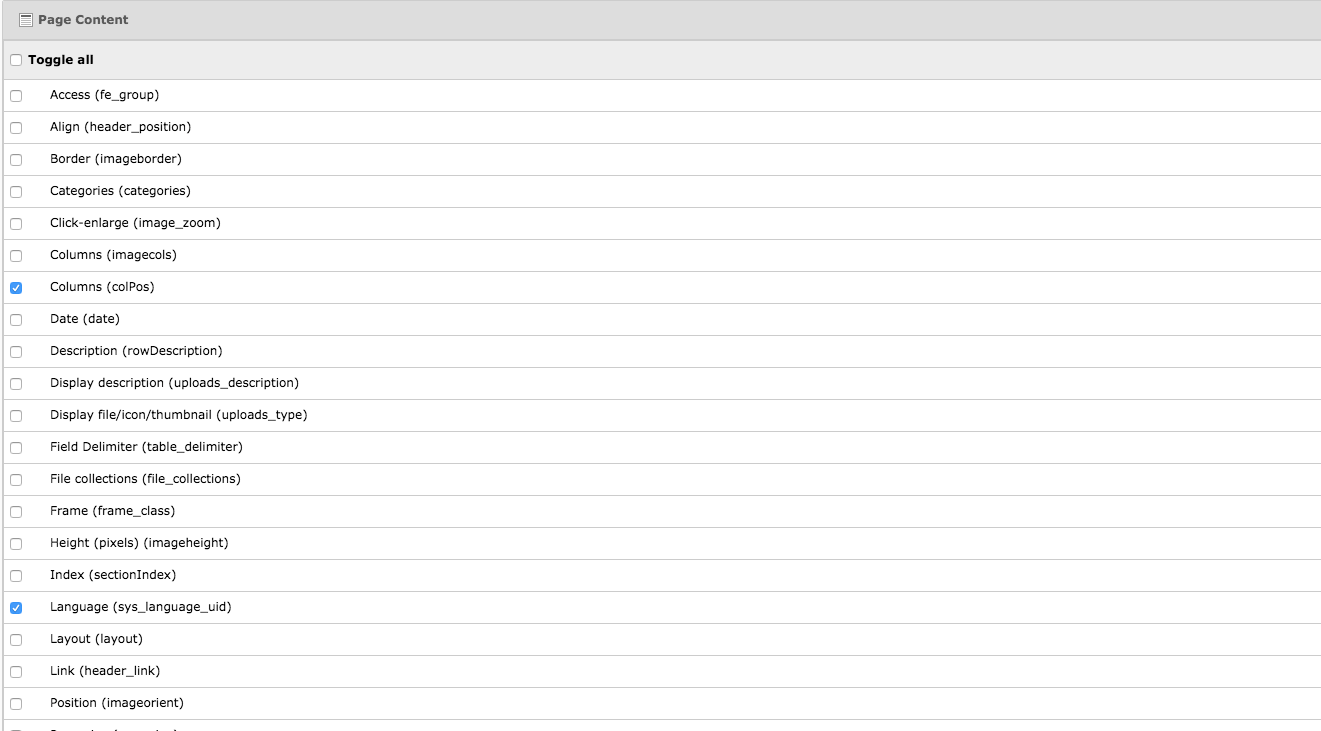 Page Content
Toggle all
Access (fe_group)
Align (header_position)
Border (imageborder)
Categories (categories)
Click-enlarge (image_zoom)
Columns (imagecols)
Columns (colPos)
Date (date)
Description (rowDescription)
Display description (uploads_description)
Display file/icon/thumbnail (uploads_type)
Field Delimiter (table_delimiter)
File collections (file_collections)
Frame (frame_class)
Height (pixels) (imageheight)
Index (sectionIndex)
Language (sys_language_uid)
Layout (layout)
Link (header_link)
Position (imageorient)